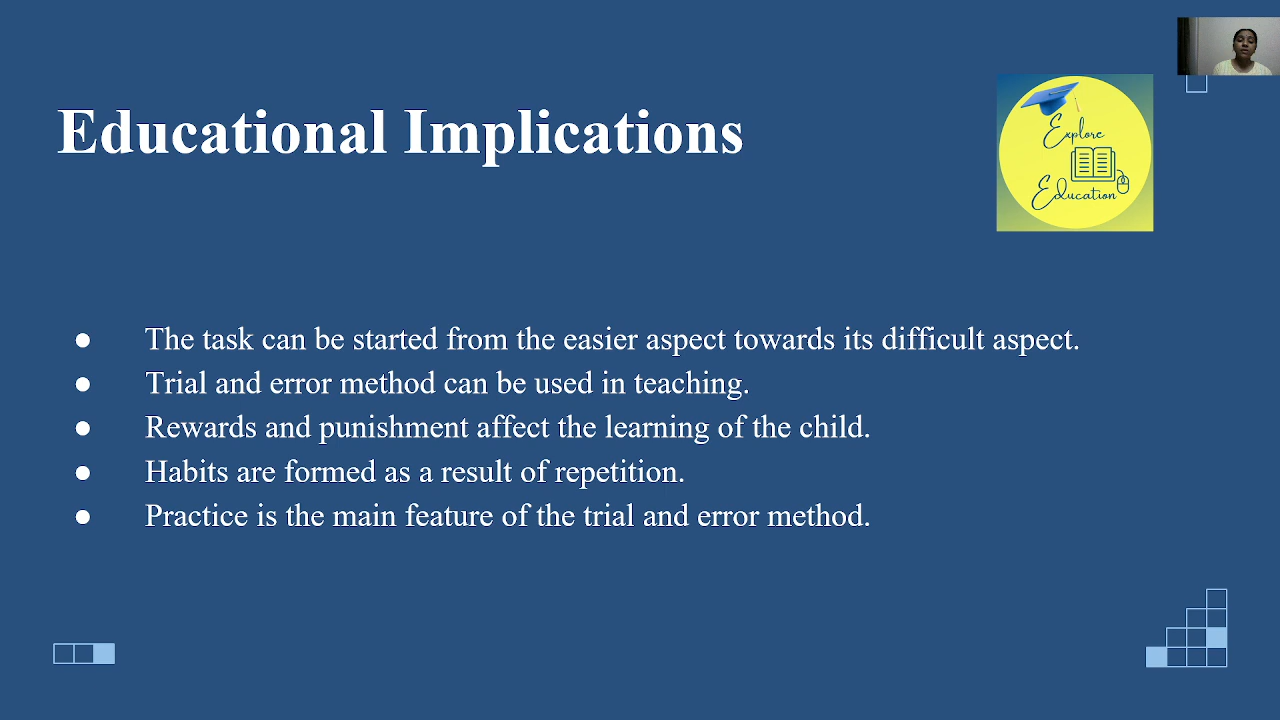 Educational Implications
Explore
Education
● The task can be started from the easier aspect towards its difficult aspect.
● Trial and error method can be used in teaching.
● Rewards and punishment affect the learning of the child.
● Habits are formed as a result of repetition.
● Practice is the main feature of the trial and error method.